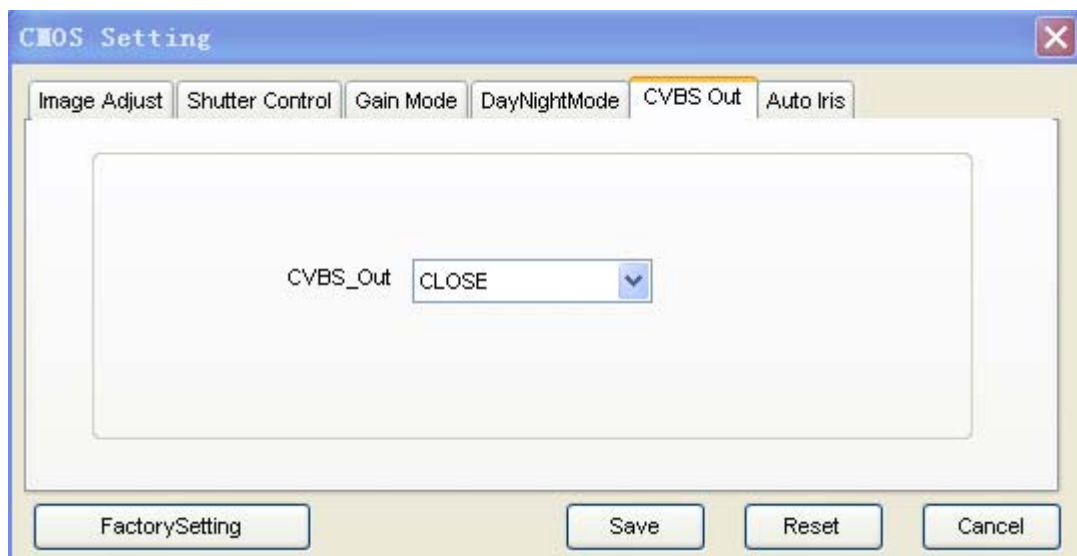 CMOS Setting
Image Adjust Shutter Control Gain Mode DayNightMode CVBS Out Auto Iris
CVBS_Out CLOSE
FactorySetting Save Reset Cancel